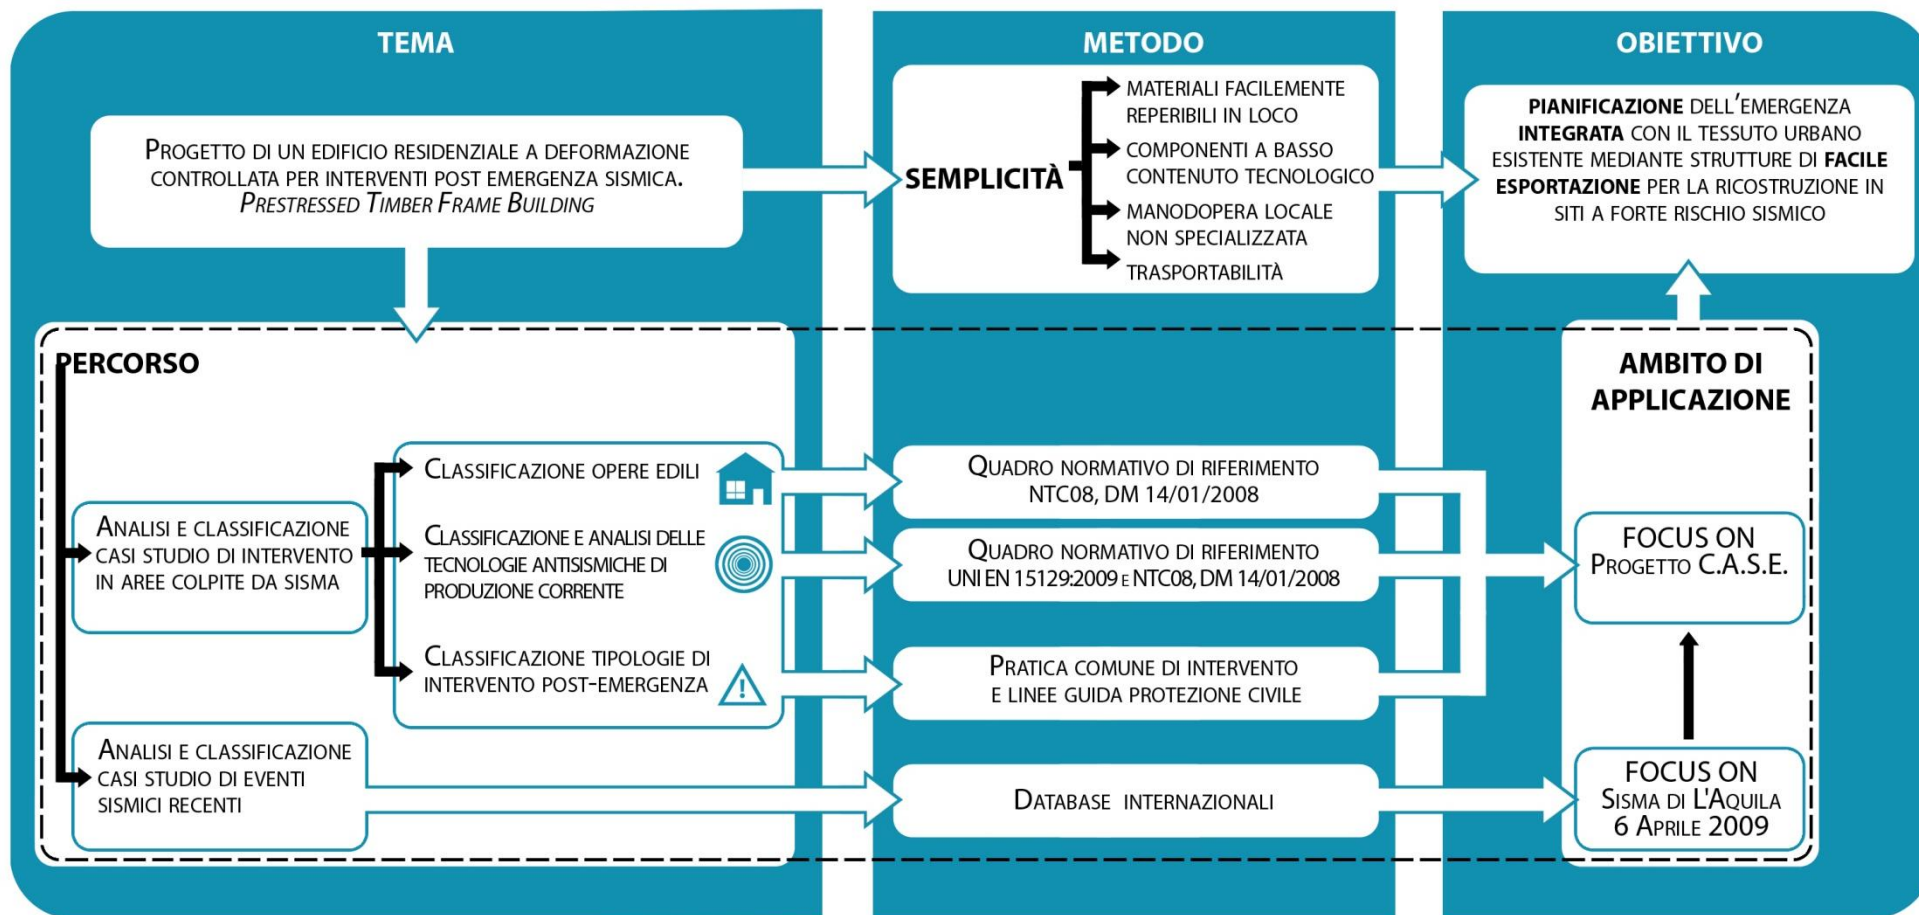 TEMA
PROGETTO DI UN EDIFICIO RESIDENZIALE A DEFORMAZIONE
CONTROLLATA PER INTERVENTI POST EMERGENZA SISMICA.
PRESTRESSED TIMBER FRAME BUILDING
METODO
SEMPLICITÀ
MATERIALI FACILMENTE
REPERIBILI IN LOCO
COMPONENTI A BASSO
CONTENUTO TECNOLOGICO
MANODOPERA LOCALE
NON SPECIALIZZATA
TRASPORTABILITÀ
OBIETTIVO
PIANIFICAZIONE DELL'EMERGENZA
INTEGRATA CON IL TESSUTO URBANO
ESISTENTE MEDIANTE STRUTTURE DI FACILE
ESPORTAZIONE PER LA RICOSTRUZIONE IN
SITI A FORTE RISCHIO SISMICO
PERCORSO
ANALISI E CLASSIFICAZIONE
CASI STUDIO DI INTERVENTO
IN AREE COLPITE DA SISMA
CLASSIFICAZIONE OPERE EDILI
CLASSIFICAZIONE E ANALISI DELLE
TECNOLOGIE ANTISISMICHE DI
PRODUZIONE CORRENTE
CLASSIFICAZIONE TIPOLOGIE DI
INTERVENTO POST-EMERGENZA
!
ANALISI E CLASSIFICAZIONE
CASI STUDIO DI EVENTI
SISMICI RECENTI
QUADRO NORMATIVO DI RIFERIMENTO
NTC08, DM 14/01/2008
QUADRO NORMATIVO DI RIFERIMENTO
UNI EN 15129:2009 E NTC08, DM 14/01/2008
PRATICA COMUNE DI INTERVENTO
E LINEE GUIDA PROTEZIONE CIVILE
DATABASE INTERNAZIONALI
AMBITO DI
APPLICAZIONE
FOCUS ON
PROGETTO C.A.S.E.
FOCUS ON
SISMA DI L'AQUILA
6 APRILE 2009